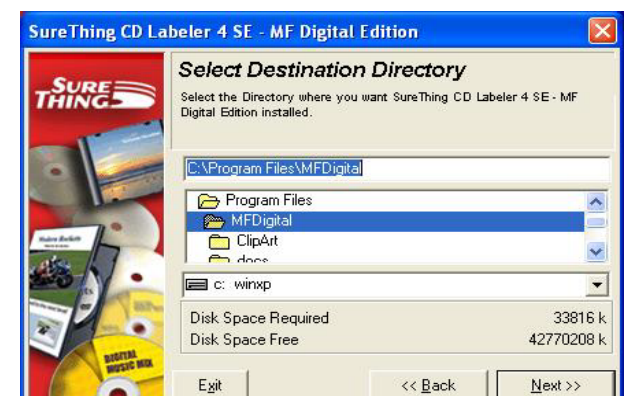 SureThing CD Labeler 4 SE - MF Digital Edition
SURE
THING
Select Destination Directory
Select the Directory where you want SureThing CD Labeler 4 SE - MF
Digital Edition installed.
C:\Program Files\MFDigital
Program Files
MFDigital
ClipArt
docs
c: winxp
Disk Space Required 33816 k
Disk Space Free 42770208 k
DIGITAL
MUSIC MIX
Exit << Back Next >>